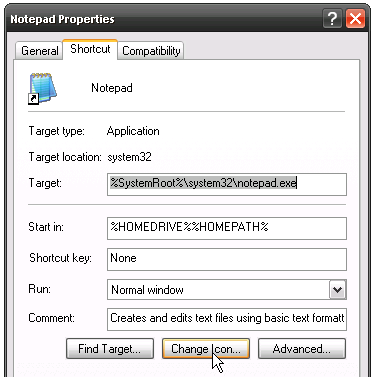 Notepad Properties
General Shortcut Compatibility
Notepad
Target type: Application
Target location: system32
Target: %SystemRoot%\system32\notepad.exe
Start in: %HOMEDRIVE%%HOMEPATH%
Shortcut key: None
Run: Normal window
Comment: Creates and edits text files using basic text formatt
Find Target... Change Icon... Advanced...